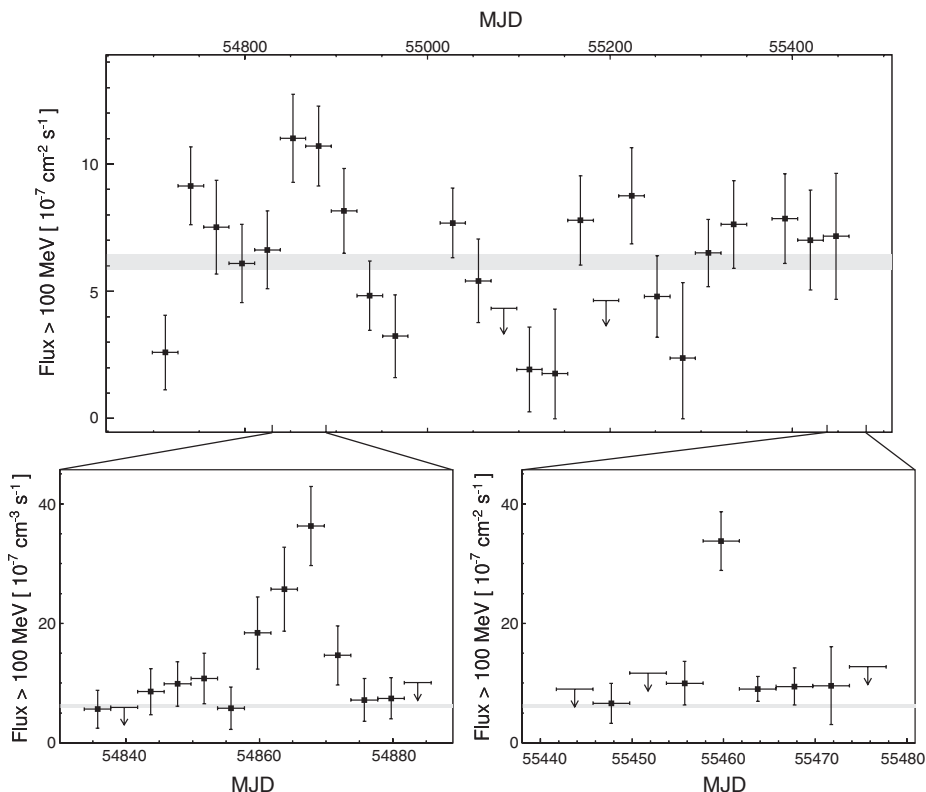 MJD
54800 55000 55200 55400
Flux > 100 MeV [ 10⁻⁷ cm⁻² s⁻¹ ]
10
5
0
Flux > 100 MeV [ 10⁻⁷ cm⁻³ s⁻¹ ]
40
20
0
54840 54860 54880
MJD
Flux > 100 MeV [ 10⁻⁷ cm⁻² s⁻¹ ]
40
20
0
55440 55450 55460 55470 55480
MJD